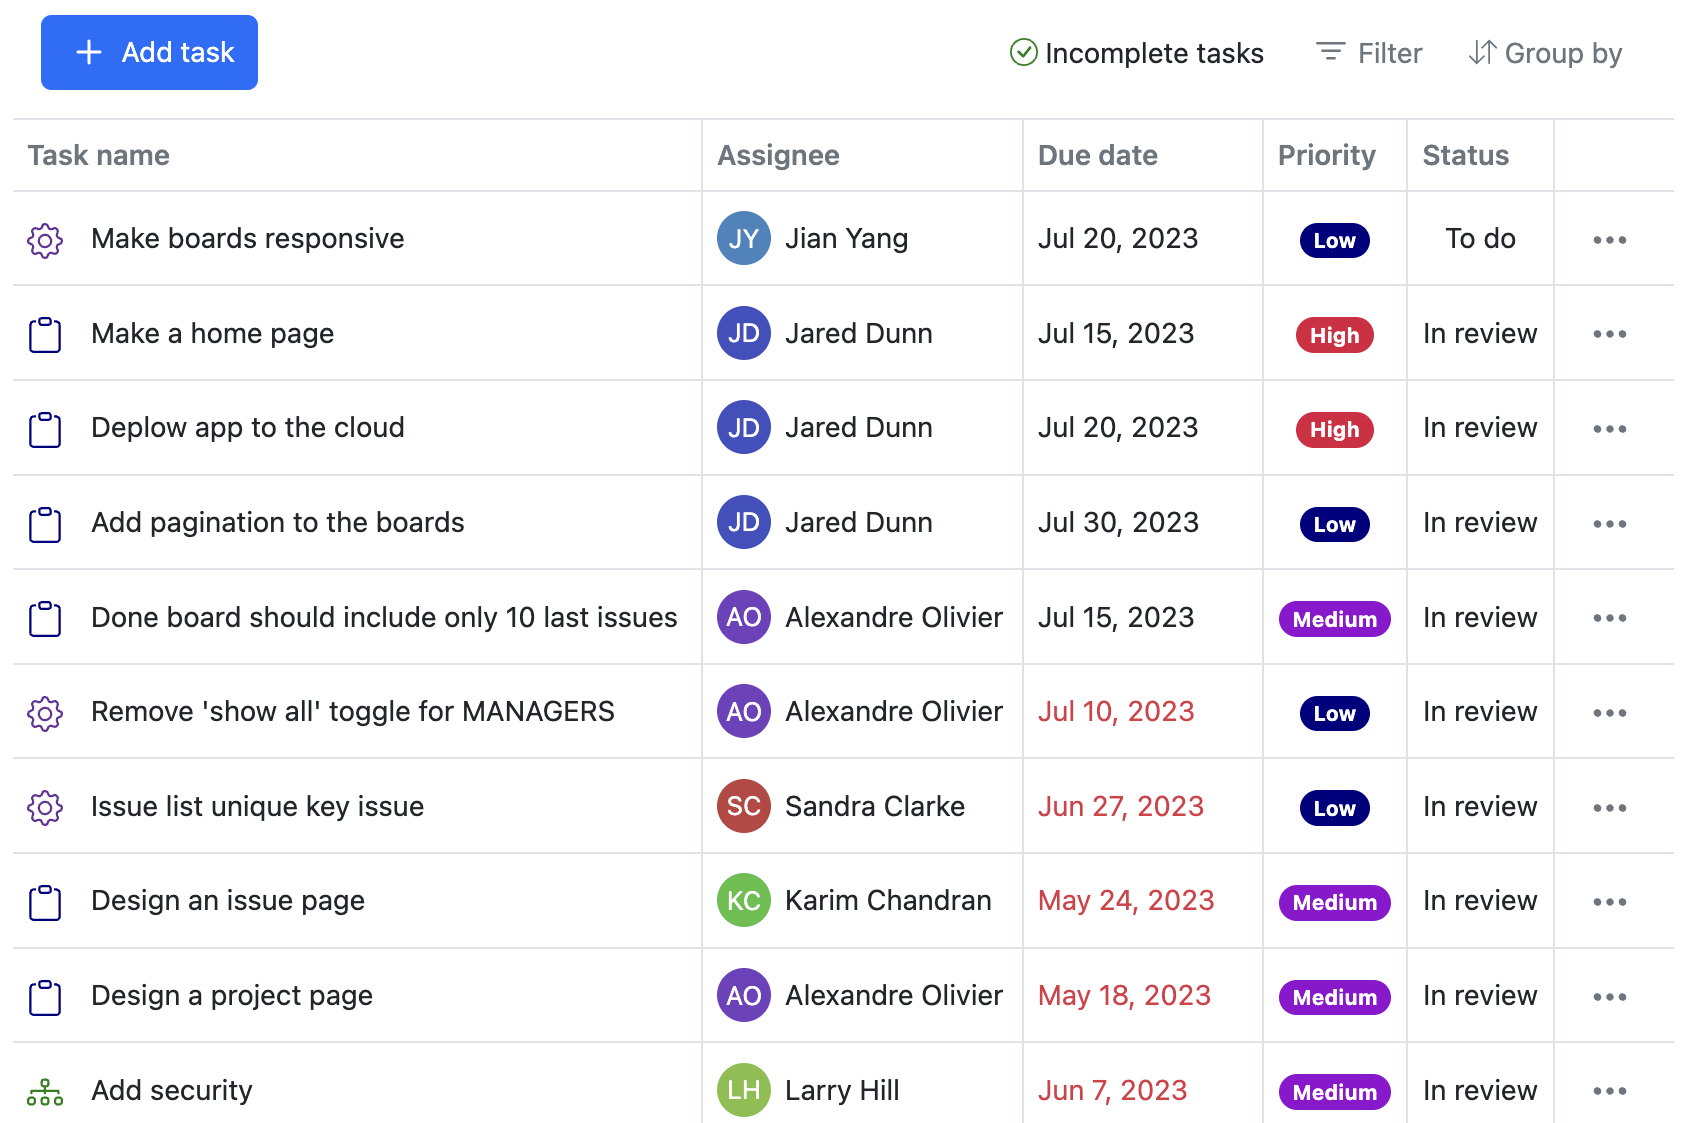 Add task
Incomplete tasks Filter Group by
Task name Assignee Due date Priority Status
Make boards responsive JY Jian Yang Jul 20, 2023 Low To do
Make a home page JD Jared Dunn Jul 15, 2023 High In review
Deplow app to the cloud JD Jared Dunn Jul 20, 2023 High In review
Add pagination to the boards JD Jared Dunn Jul 30, 2023 Low In review
Done board should include only 10 last issues AO Alexandre Olivier Jul 15, 2023 Medium In review
Remove 'show all' toggle for MANAGERS AO Alexandre Olivier Jul 10, 2023 Low In review
Issue list unique key issue SC Sandra Clarke Jun 27, 2023 Low In review
Design an issue page KC Karim Chandran May 24, 2023 Medium In review
Design a project page AO Alexandre Olivier May 18, 2023 Medium In review
Add security LH Larry Hill Jun 7, 2023 Medium In review